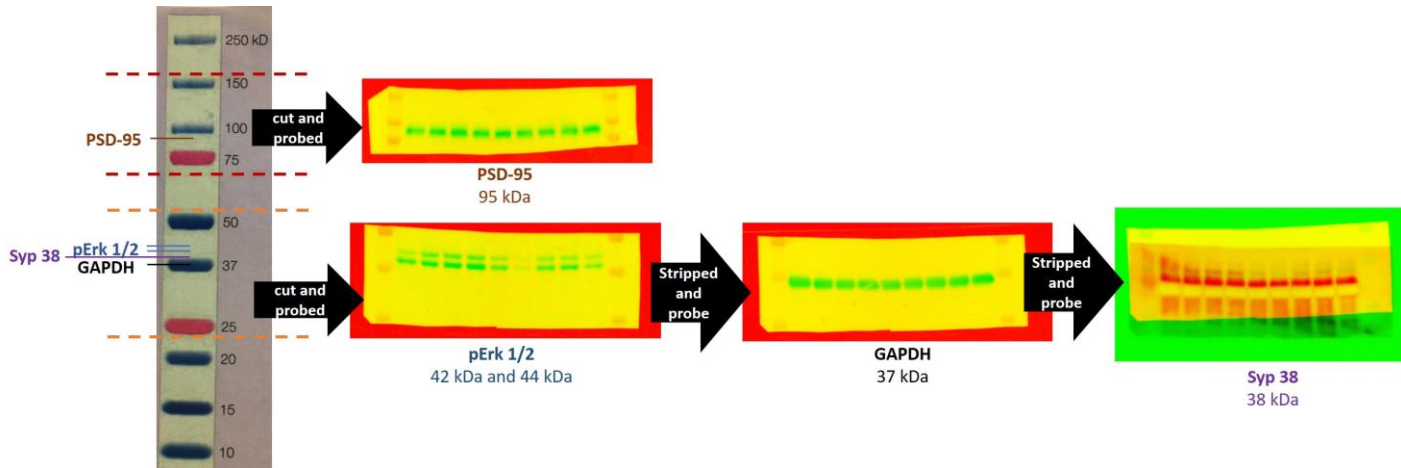 250 kD
150
100
75
50
37
25
20
15
10
PSD-95
pErk 1/2
Syp 38
GAPDH
cut and
probed
PSD-95
95 kDa
cut and
probed
pErk 1/2
42 kDa and 44 kDa
Stripped
and
probe
GAPDH
37 kDa
Stripped
and
probe
Syp 38
38 kDa